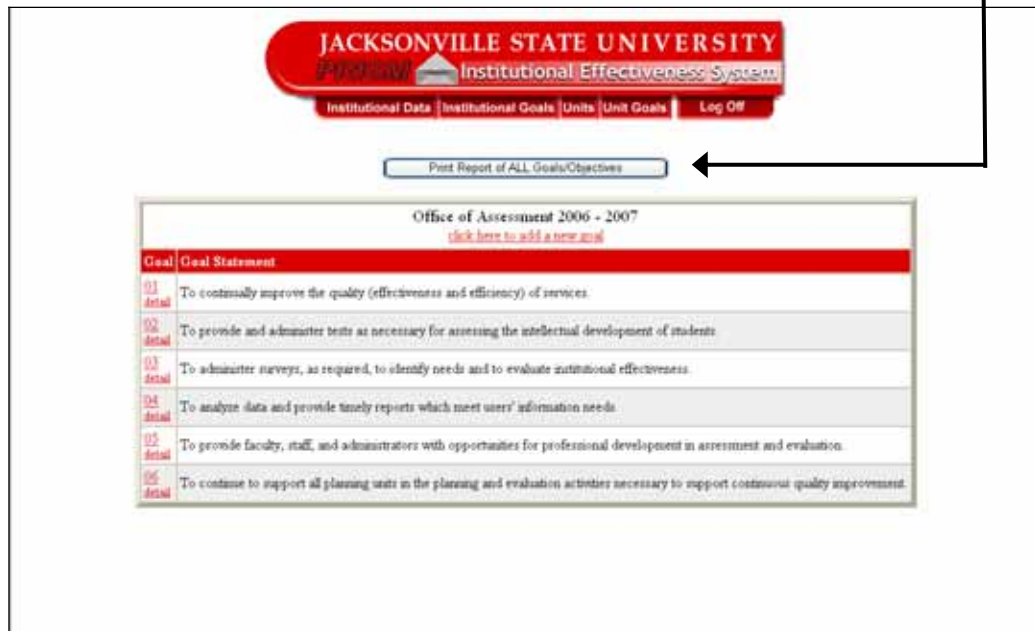 JACKSONVILLE STATE UNIVERSITY
PRISM Institutional Effectiveness System
Institutional Data Institutional Goals Units Unit Goals Log Off
Print Report of ALL Goals/Objectives
Office of Assessment 2006 - 2007
click here to add a new goal
Goal Goal Statement
01
detail
To continually improve the quality (effectiveness and efficiency) of services.
02
detail
To provide and administer tests as necessary for assessing the intellectual development of students.
03
detail
To administer surveys, as required, to identify needs and to evaluate institutional effectiveness.
04
detail
To analyze data and provide timely reports which meet users' information needs.
05
detail
To provide faculty, staff, and administrators with opportunities for professional development in assessment and evaluation.
06
detail
To continue to support all planning units in the planning and evaluation activities necessary to support continuous quality improvement.